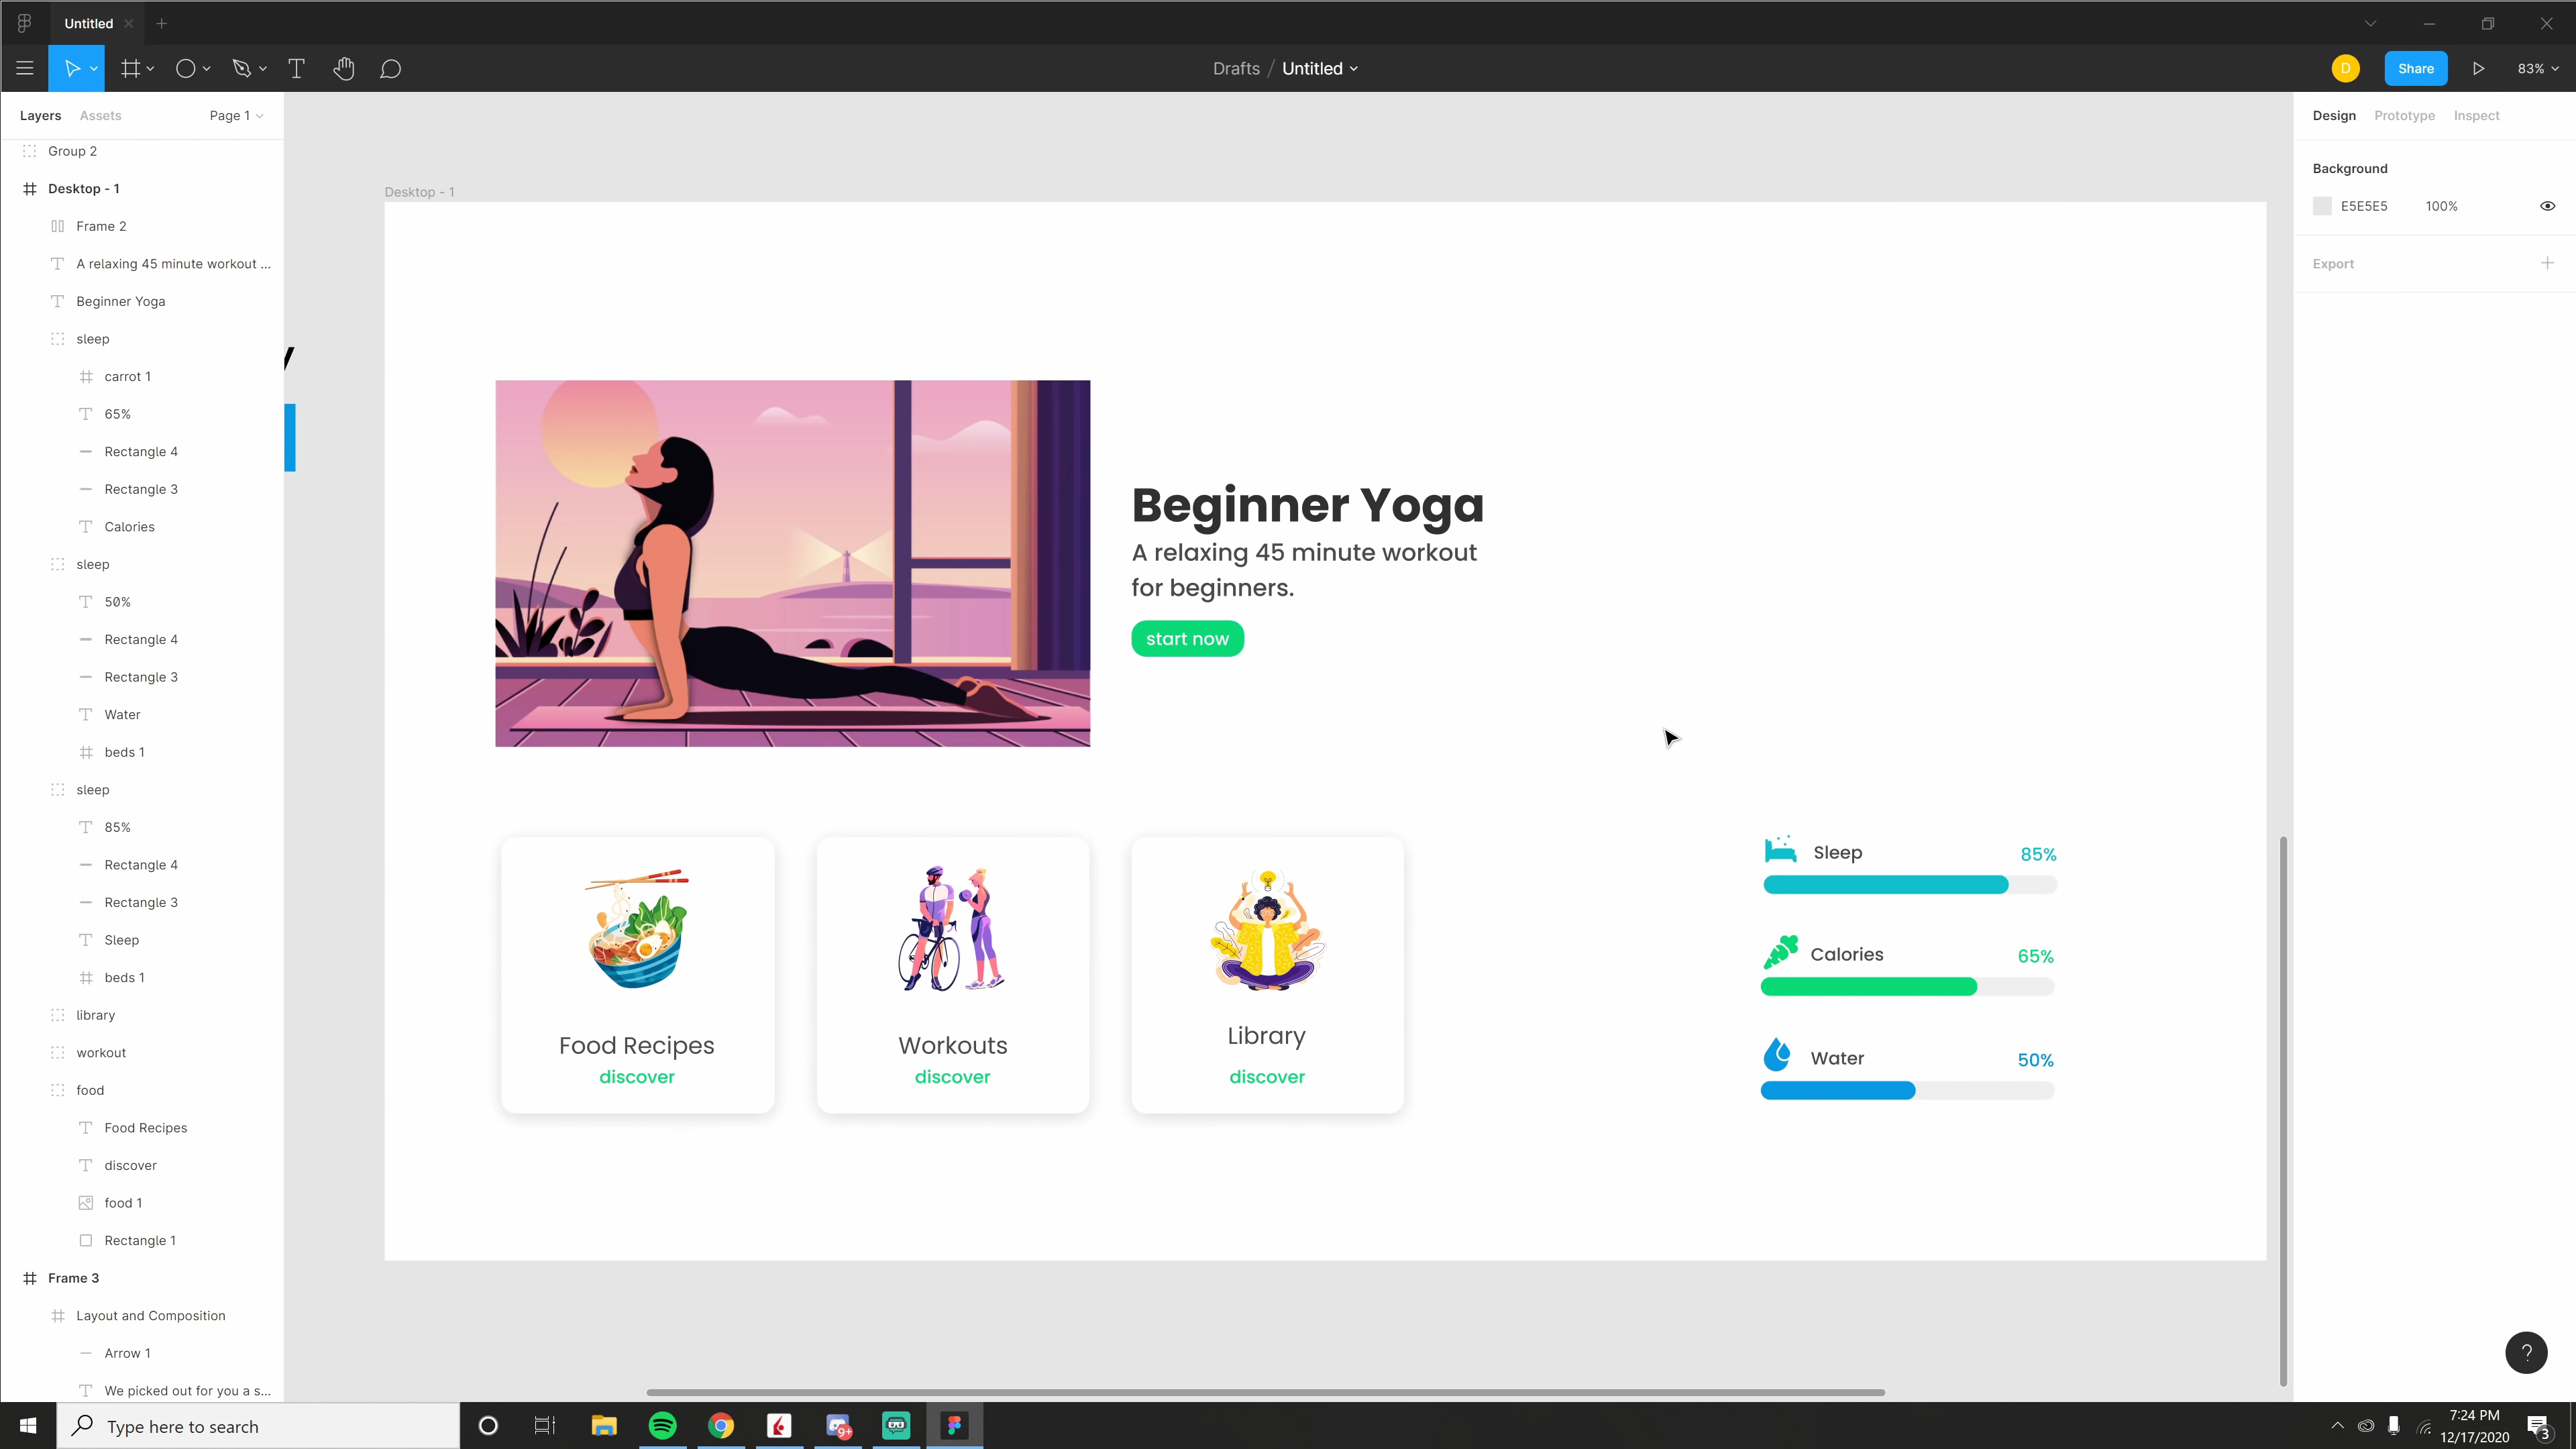 Untitled
Drafts / Untitled
D
Share
83%
Layers
Assets
Page 1
Group 2
Desktop - 1
Frame 2
A relaxing 45 minute workout ...
Beginner Yoga
sleep
carrot 1
65%
Rectangle 4
Rectangle 3
Calories
sleep
50%
Rectangle 4
Rectangle 3
Water
beds 1
sleep
85%
Rectangle 4
Rectangle 3
Sleep
beds 1
library
workout
food
Food Recipes
discover
food 1
Rectangle 1
Frame 3
Layout and Composition
Arrow 1
We picked out for you a s...
Desktop - 1
y
Beginner Yoga
A relaxing 45 minute workout
for beginners.
start now
Food Recipes
discover
Workouts
discover
Library
discover
Sleep
85%
Calories
65%
Water
50%
Design
Prototype
Inspect
Background
E5E5E5
100%
Export
?
Type here to search
9+
7:24 PM
12/17/2020
3